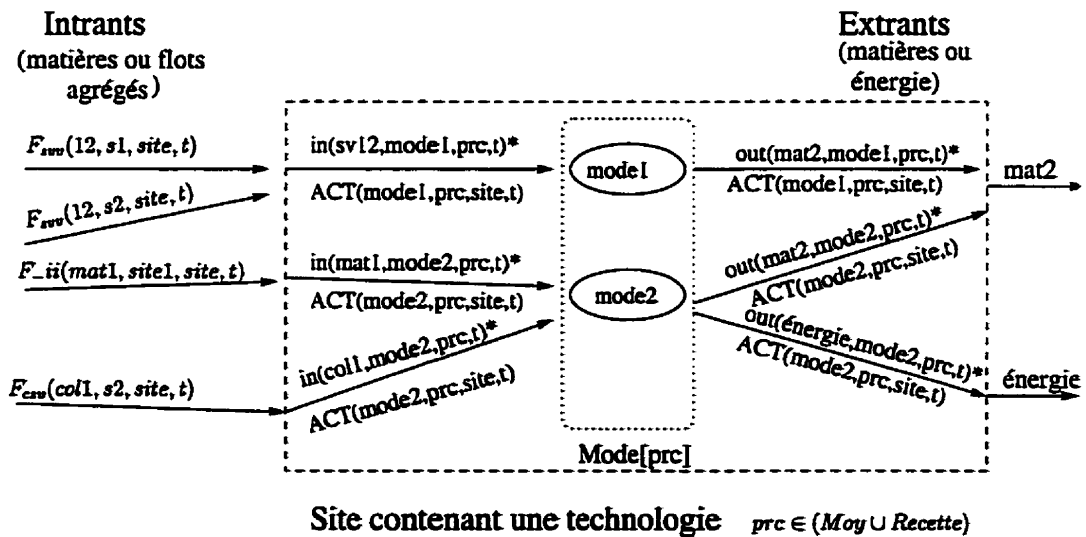 Intrants
(matières ou flots
agrégés)
Extrants
(matières ou
énergie)
F_svv(12, s1, site, t)
F_svv(12, s2, site, t)
F_ii(mat1, site1, site, t)
F_csv(col1, s2, site, t)
in(sv12,mode1,prc,t)*
ACT(mode1,prc,site,t)
in(mat1,mode2,prc,t)*
ACT(mode2,prc,site,t)
in(col1,mode2,prc,t)*
ACT(mode2,prc,site,t)
mode1
mode2
Mode[prc]
out(mat2,mode1,prc,t)*
ACT(mode1,prc,site,t)
out(mat2,mode2,prc,t)*
ACT(mode2,prc,site,t)
out(énergie,mode2,prc,t)*
ACT(mode2,prc,site,t)
mat2
énergie
Site contenant une technologie prc ∈ (Moy ∪ Recette)